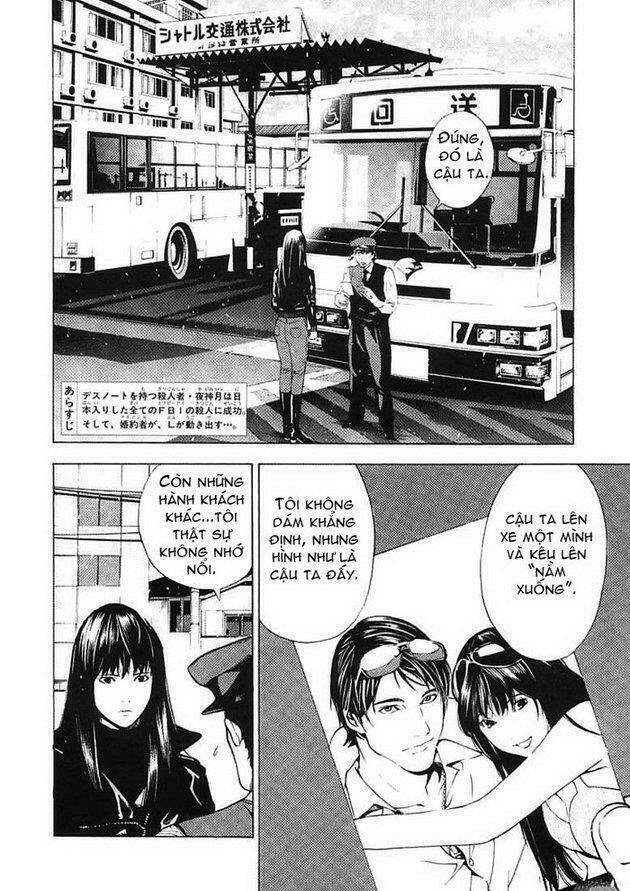 シャトル交通株式会社
営業所
回送
ĐÚNG,
ĐÓ LÀ
CẬU TA.
あらすじ
デスノートを持つ殺人者・夜神月は日
本入りした全てのFBIの殺人に成功。
そして、婚約者が、Lが動き出す…。
CẬU TA LÊN
XE MỘT MÌNH
VÀ KÊU LÊN
“NẰM
XUỐNG”.
TÔI KHÔNG
DÁM KHẲNG
ĐỊNH, NHƯNG
HÌNH NHƯ LÀ
CẬU TA ĐẤY.
CÒN NHỮNG
HÀNH KHÁCH
KHÁC...TÔI
THẬT SỰ
KHÔNG NHỚ
NỔI.